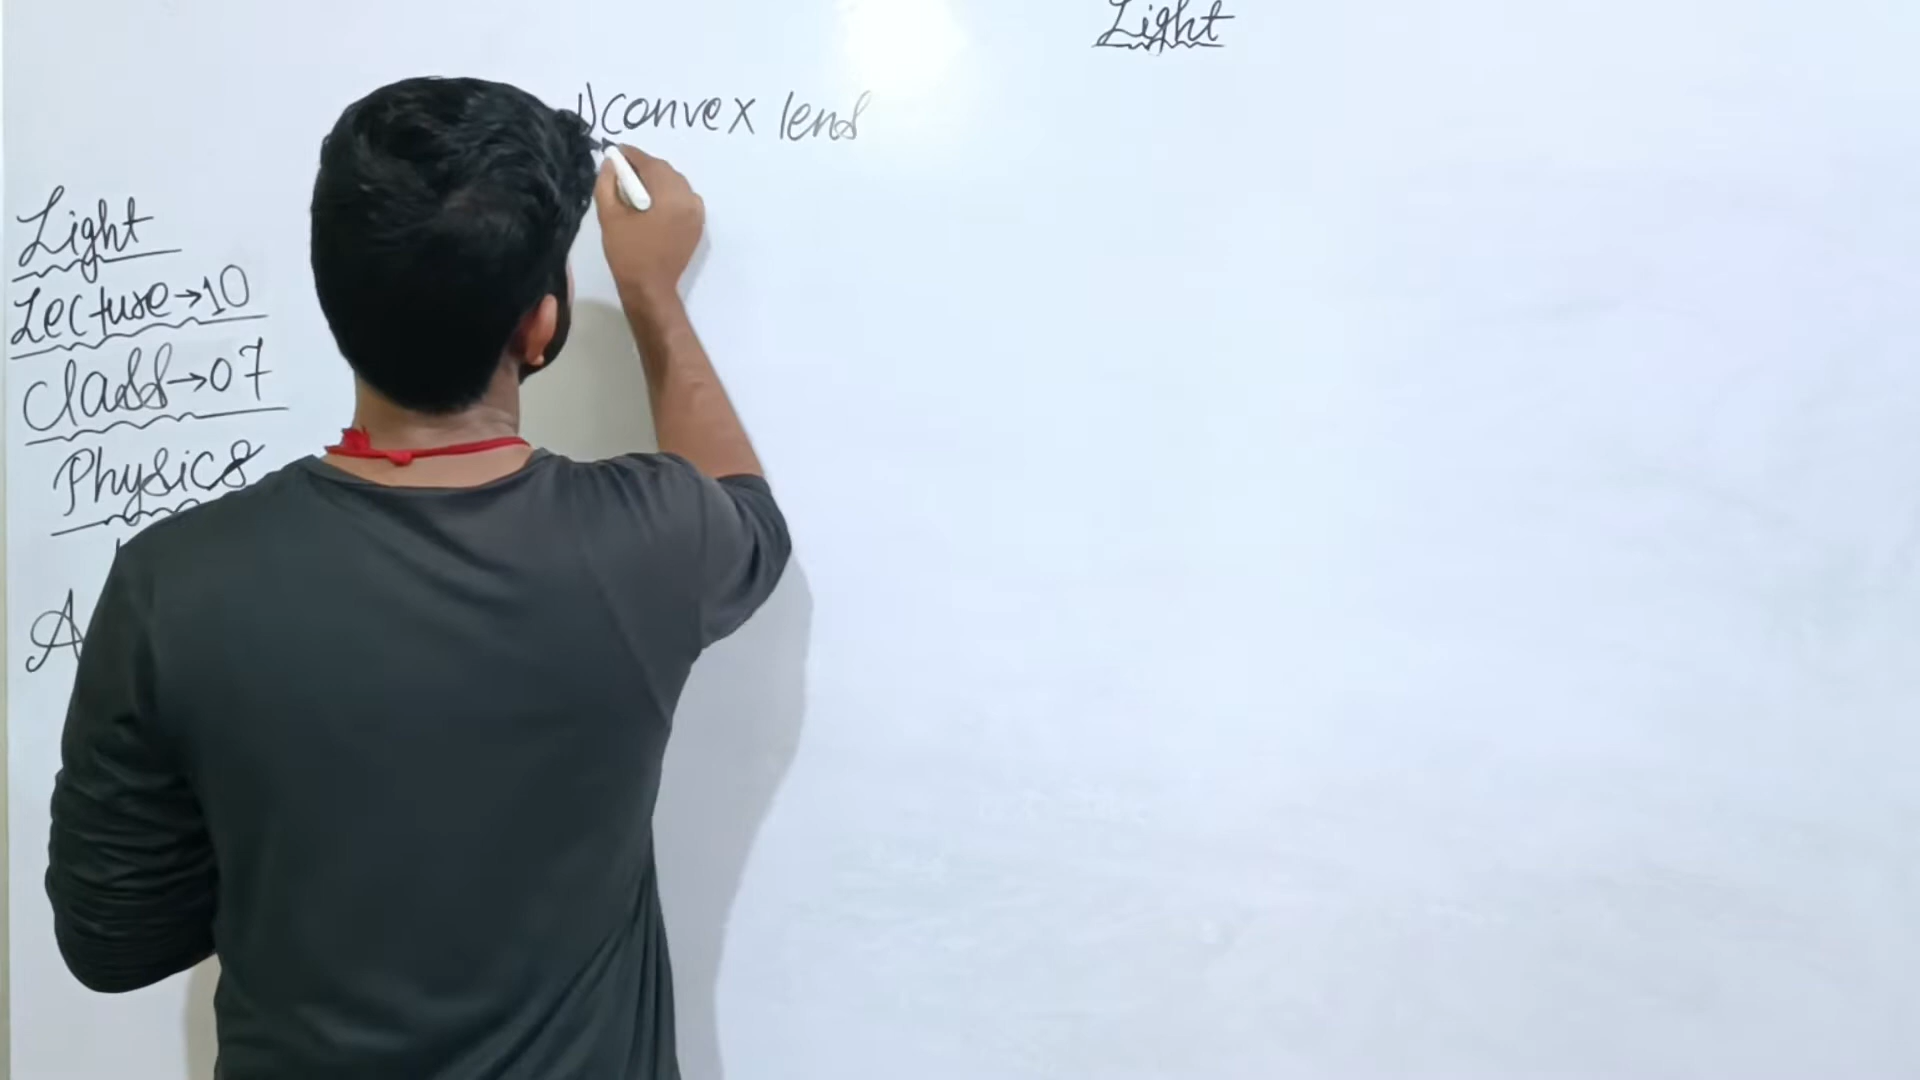 Light
1) convex lens
Light
Lecture→10
Class→07
Physics